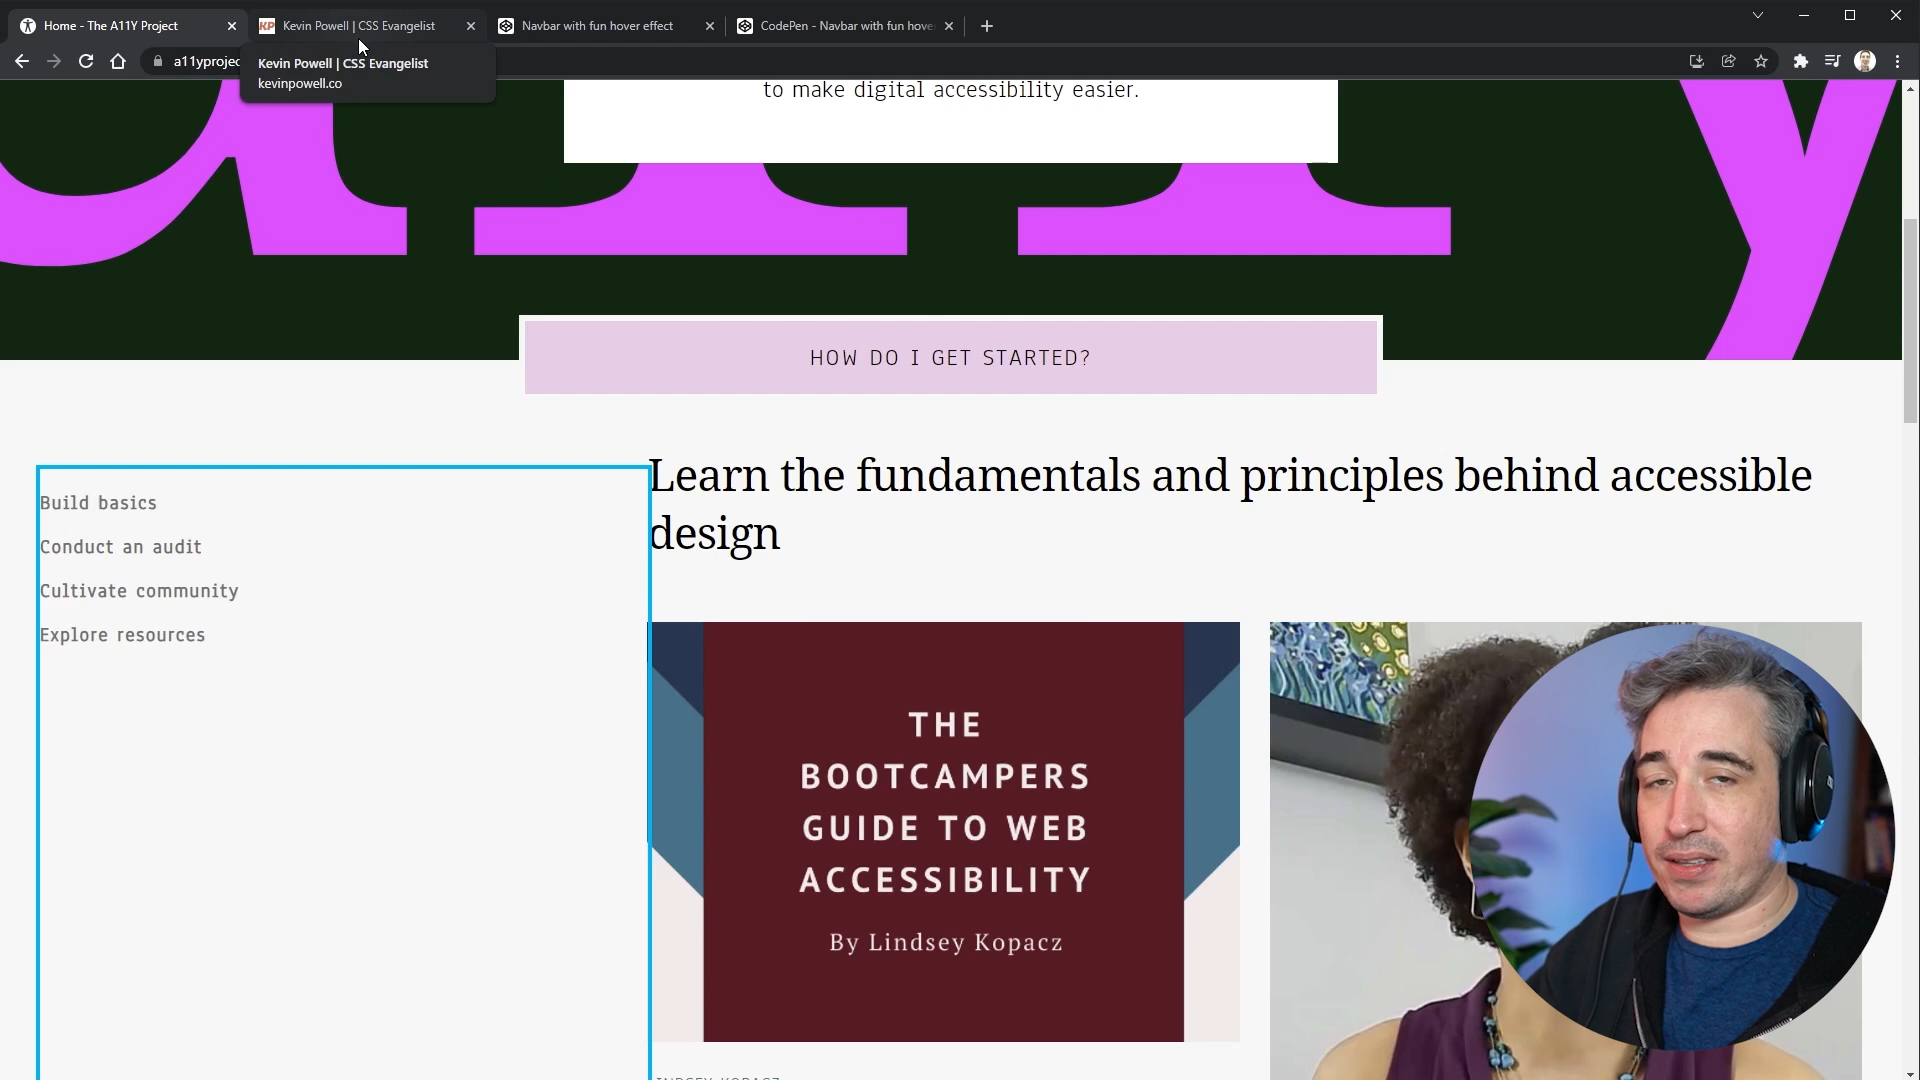 Home - The A11Y Project
KP Kevin Powell | CSS Evangelist
Navbar with fun hover effect
CodePen - Navbar with fun hove
a11yprojec
Kevin Powell | CSS Evangelist
kevinpowell.co
to make digital accessibility easier.
a11y
HOW DO I GET STARTED?
Build basics
Conduct an audit
Cultivate community
Explore resources
Learn the fundamentals and principles behind accessible
design
THE
BOOTCAMPERS
GUIDE TO WEB
ACCESSIBILITY
By Lindsey Kopacz